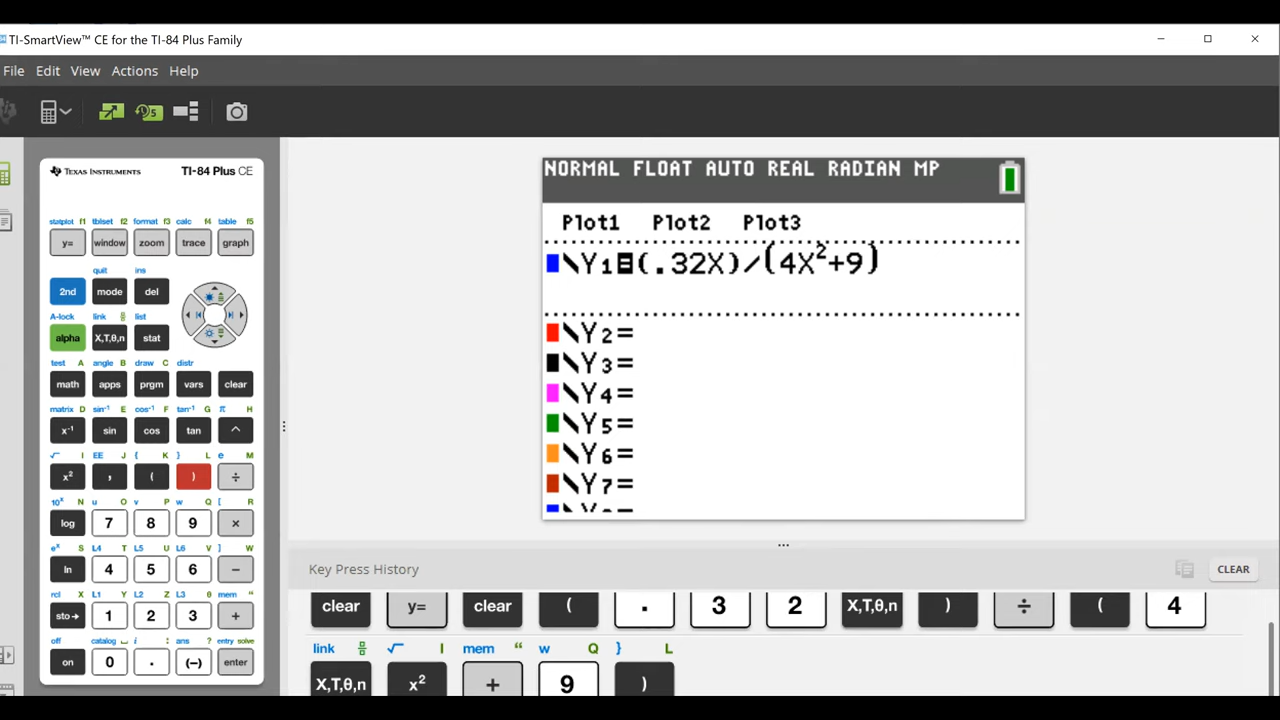 TI-SmartView™ CE for the TI-84 Plus Family
File Edit View Actions Help
TEXAS INSTRUMENTS TI-84 Plus CE
statplot f1 tblset f2 format f3 calc f4 table f5
y= window zoom trace graph
quit ins
2nd mode del
A-lock link list
alpha X,T,θ,n stat
test A angle B draw C distr
math apps prgm vars clear
matrix D sin⁻¹ E cos⁻¹ F tan⁻¹ G π H
x⁻¹ sin cos tan ^
√ I EE J { K } L e M
x² , ( ) ÷
10ˣ N u O v P w Q [ R
log 7 8 9 ×
eˣ S L4 T L5 U L6 V ] W
ln 4 5 6 −
rcl X L1 Y L2 Z L3 θ mem "
sto→ 1 2 3 +
off catalog ␣ i : ans ? entry solve
on 0 . (−) enter
NORMAL FLOAT AUTO REAL RADIAN MP
Plot1 Plot2 Plot3
\Y₁=(.32X)/(4X²+9)
\Y₂=
\Y₃=
\Y₄=
\Y₅=
\Y₆=
\Y₇=
Key Press History
CLEAR
clear y= clear ( . 3 2 X,T,θ,n ) ÷ ( 4
link √ I mem " w Q } L
X,T,θ,n x² + 9 )